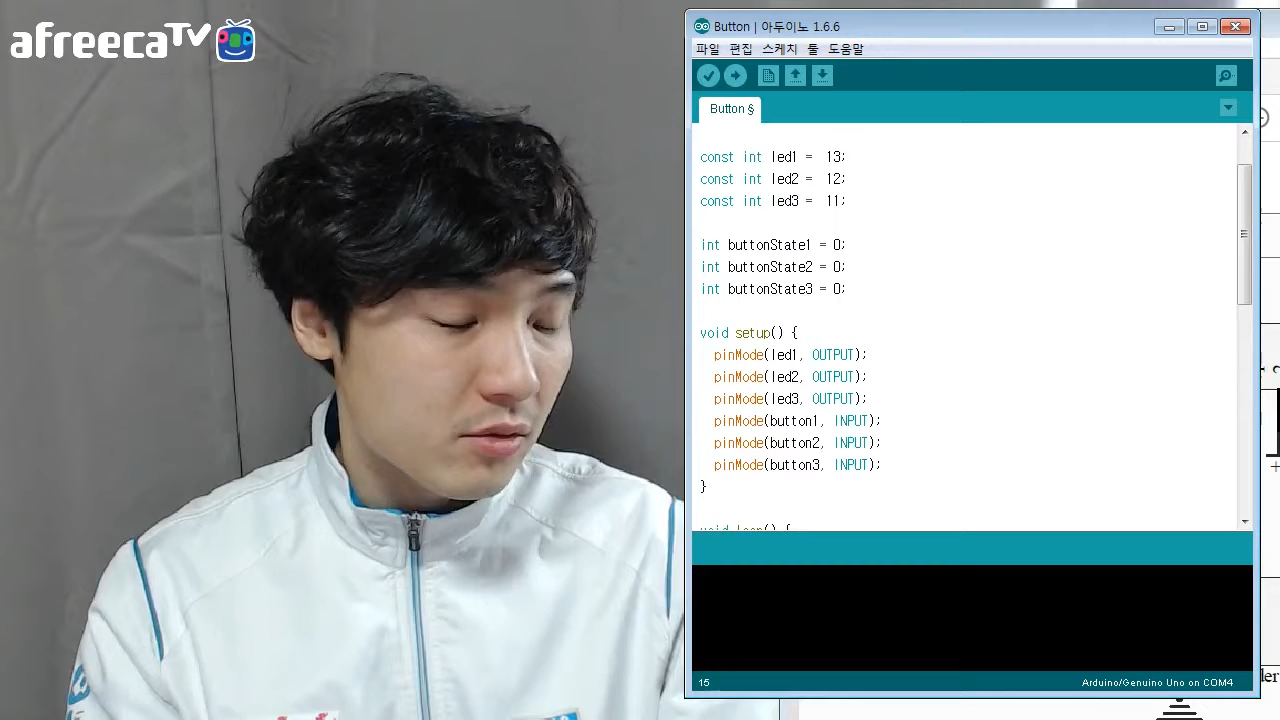 afreecaTV
Button | 아두이노 1.6.6
파일 편집 스케치 툴 도움말
Button §
const int led1 = 13;
const int led2 = 12;
const int led3 = 11;
int buttonState1 = 0;
int buttonState2 = 0;
int buttonState3 = 0;
void setup() {
pinMode(led1, OUTPUT);
pinMode(led2, OUTPUT);
pinMode(led3, OUTPUT);
pinMode(button1, INPUT);
pinMode(button2, INPUT);
pinMode(button3, INPUT);
}
15
Arduino/Genuino Uno on COM4